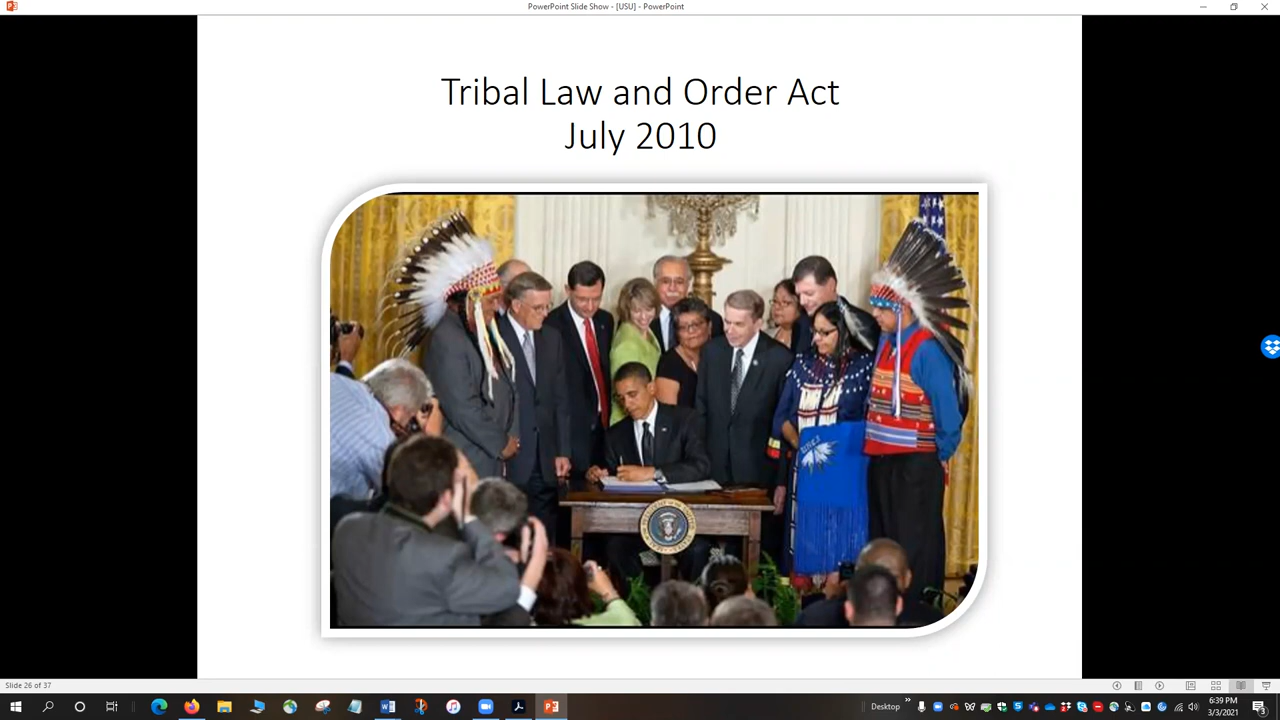 PowerPoint Slide Show - [USU] - PowerPoint
Tribal Law and Order Act
July 2010
Slide 26 of 37
Desktop
6:39 PM
3/3/2021